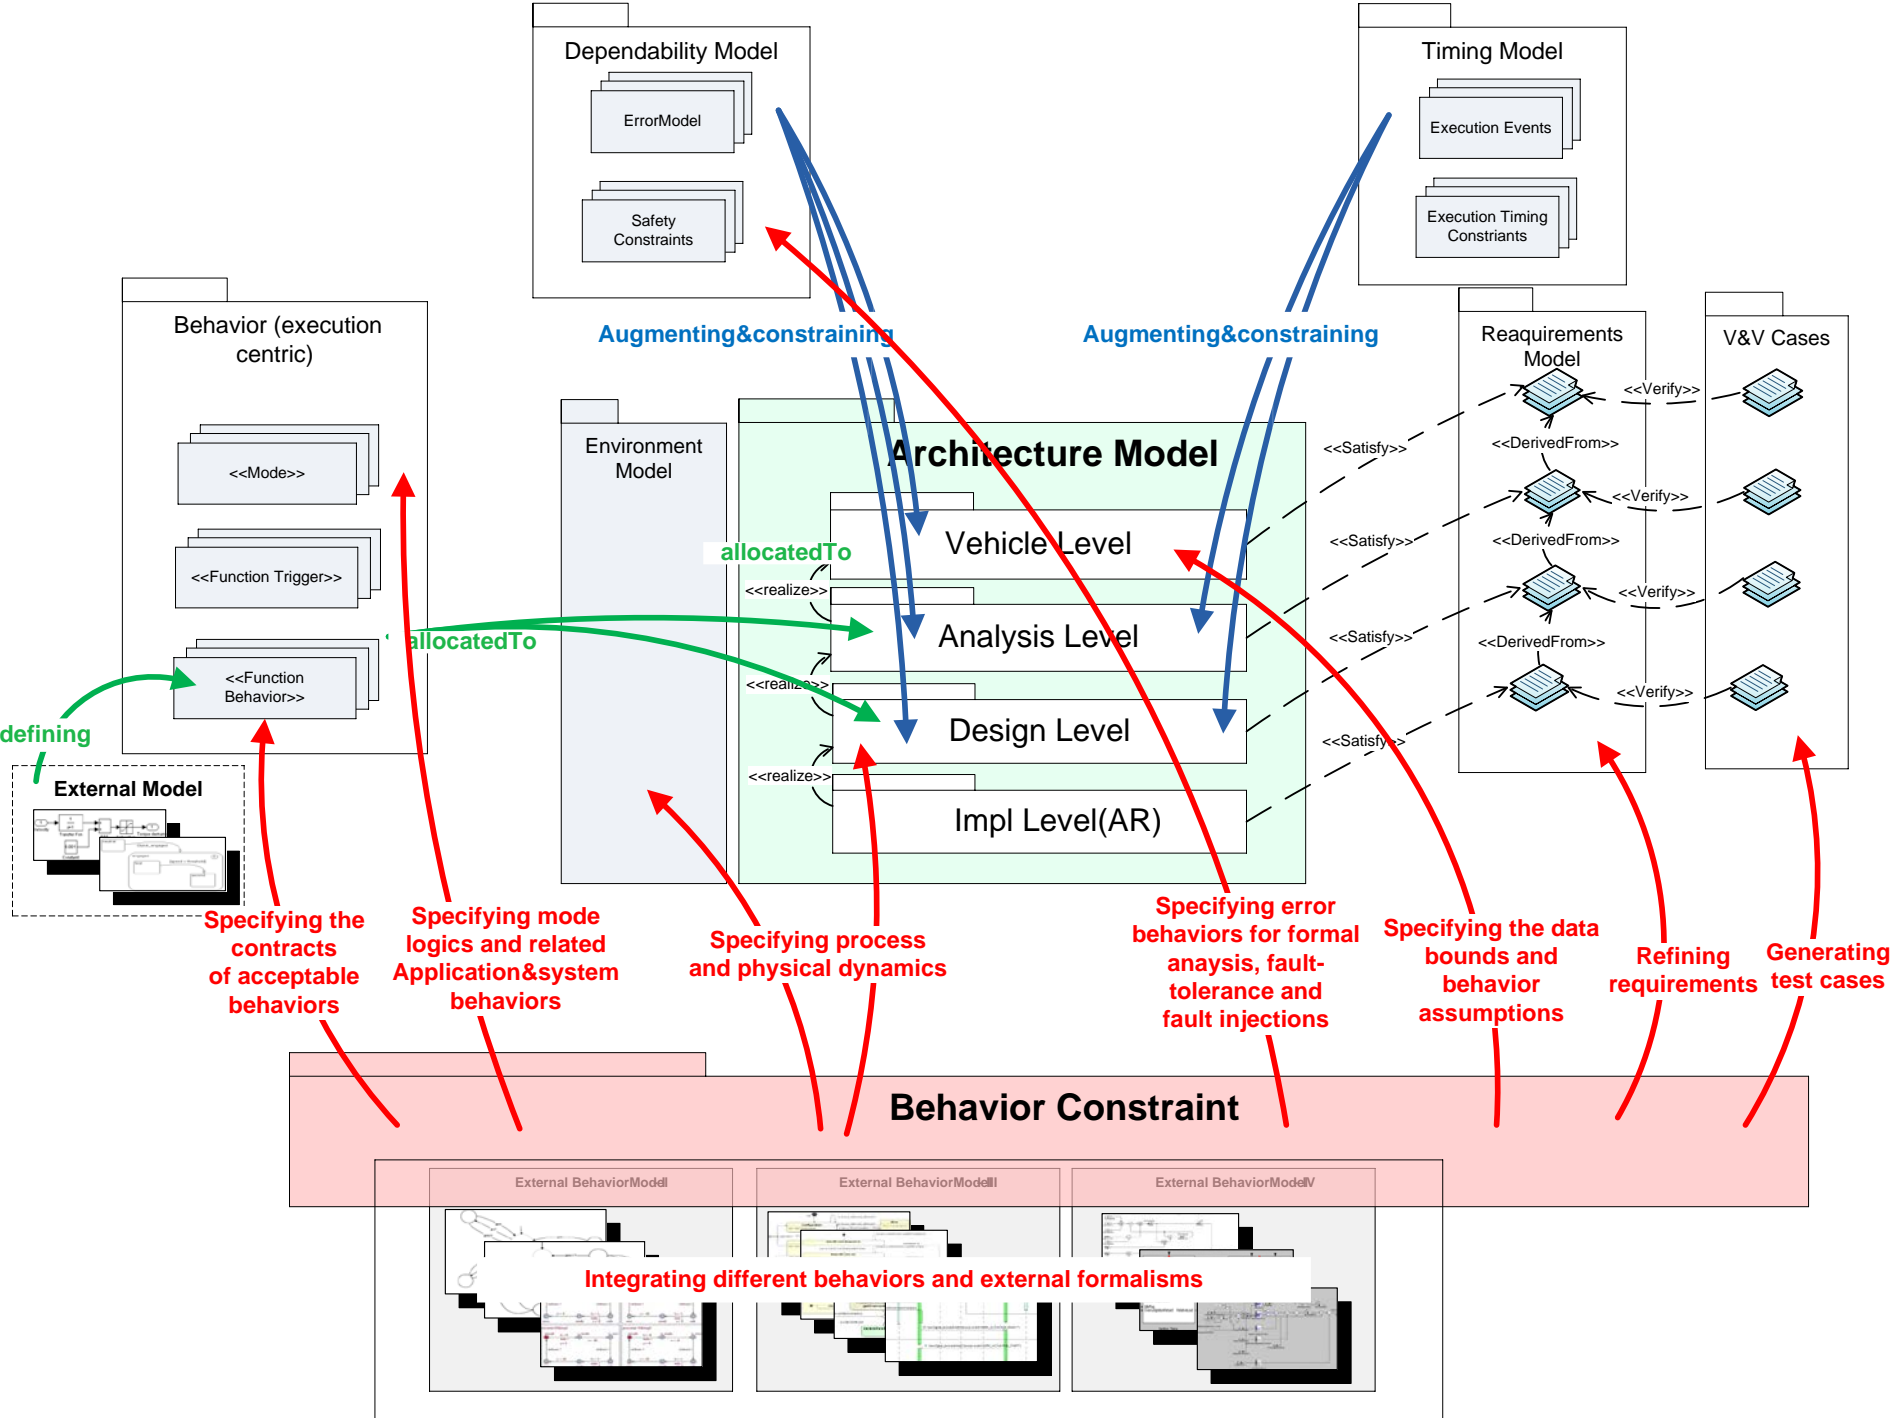 Dependability Model
ErrorModel
Safety
Constraints
Timing Model
Execution Events
Execution Timing
Constriants
Behavior (execution
centric)
<<Mode>>
<<Function Trigger>>
<<Function
Behavior>>
defining
External Model
Augmenting&constraining
Augmenting&constraining
Reaquirements
Model
V&V Cases
Environment
Model
Architecture Model
Vehicle Level
Analysis Level
Design Level
Impl Level(AR)
allocatedTo
allocatedTo
<<realize>>
<<realize>>
<<realize>>
<<Satisfy>>
<<Satisfy>>
<<Satisfy>>
<<Satisfy>>
<<Verify>>
<<DerivedFrom>>
<<Verify>>
<<DerivedFrom>>
<<Verify>>
<<DerivedFrom>>
<<Verify>>
Specifying the
contracts
of acceptable
behaviors
Specifying mode
logics and related
Application&system
behaviors
Specifying process
and physical dynamics
Specifying error
behaviors for formal
anaysis, fault-
tolerance and
fault injections
Specifying the data
bounds and
behavior
assumptions
Refining
requirements
Generating
test cases
Behavior Constraint
External BehaviorModel
External BehaviorModel
External BehaviorModel
Integrating different behaviors and external formalisms